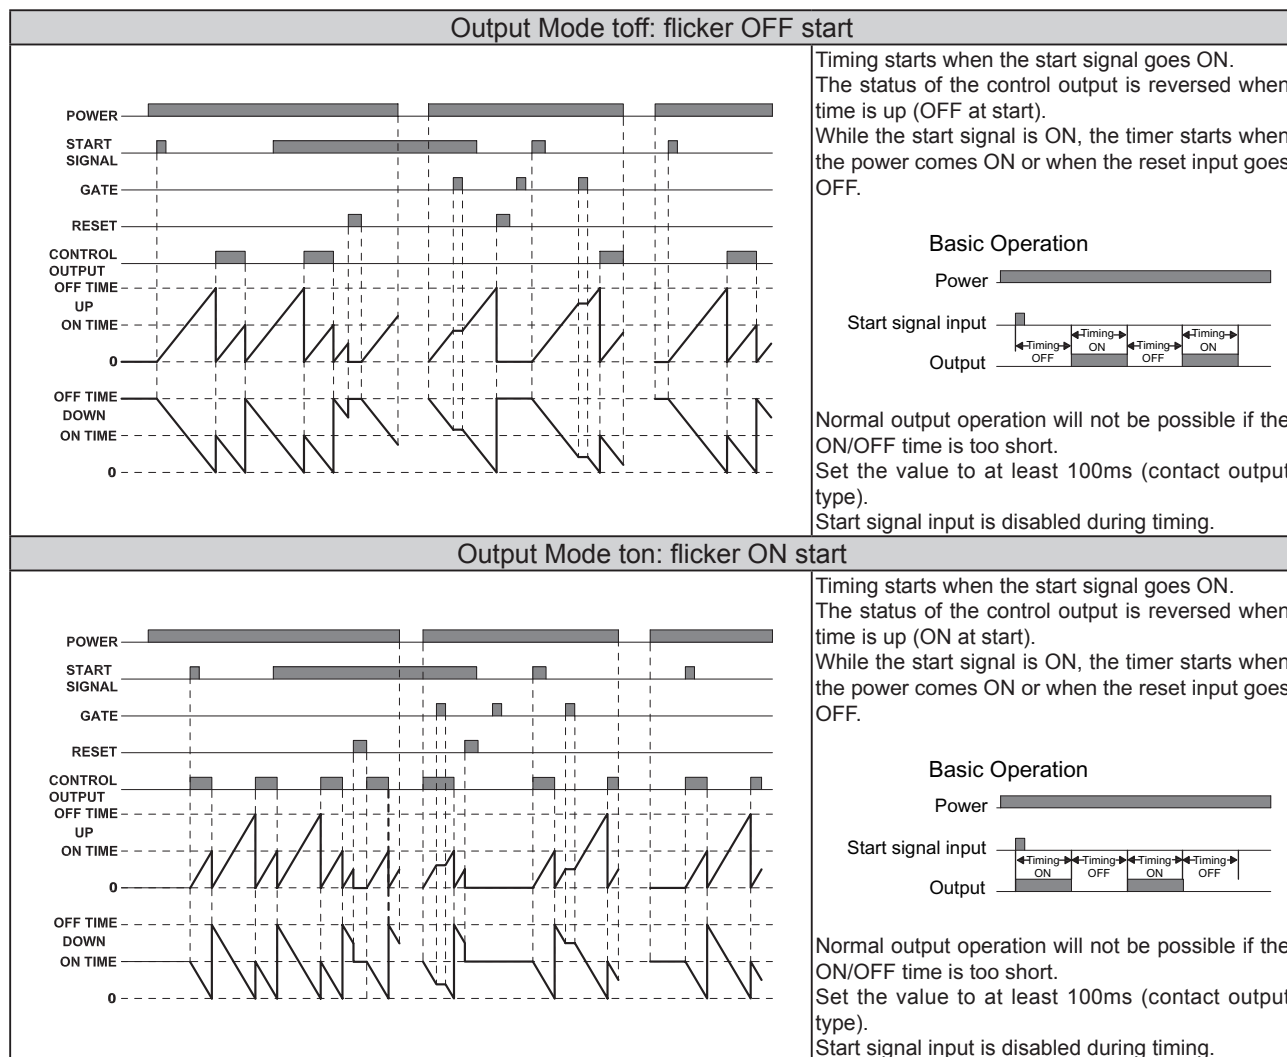 Output Mode toff: flicker OFF start
POWER
START
SIGNAL
GATE
RESET
CONTROL
OUTPUT
OFF TIME
UP
ON TIME
0
OFF TIME
DOWN
ON TIME
0
Timing starts when the start signal goes ON.
The status of the control output is reversed when
time is up (OFF at start).
While the start signal is ON, the timer starts when
the power comes ON or when the reset input goes
OFF.
Basic Operation
Power
Start signal input
Timing OFF
Timing ON
Timing OFF
Timing ON
Output
Normal output operation will not be possible if the
ON/OFF time is too short.
Set the value to at least 100ms (contact output
type).
Start signal input is disabled during timing.
Output Mode ton: flicker ON start
POWER
START
SIGNAL
GATE
RESET
CONTROL
OUTPUT
OFF TIME
UP
ON TIME
0
OFF TIME
DOWN
ON TIME
0
Timing starts when the start signal goes ON.
The status of the control output is reversed when
time is up (ON at start).
While the start signal is ON, the timer starts when
the power comes ON or when the reset input goes
OFF.
Basic Operation
Power
Start signal input
Timing ON
Timing OFF
Timing ON
Timing OFF
Output
Normal output operation will not be possible if the
ON/OFF time is too short.
Set the value to at least 100ms (contact output
type).
Start signal input is disabled during timing.